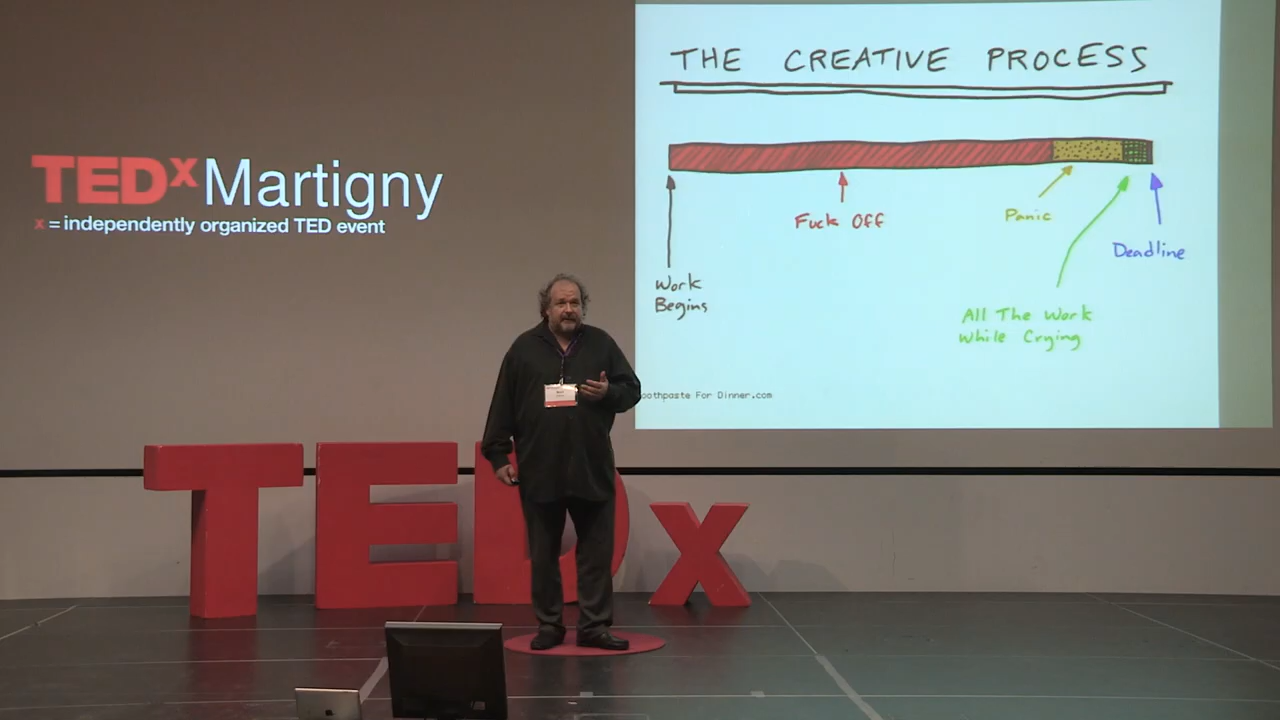 TEDxMartigny
x = independently organized TED event
THE CREATIVE PROCESS
Fuck Off
Panic
Deadline
Work
Begins
All The Work
While Crying
oothpaste For Dinner.com
TEDx